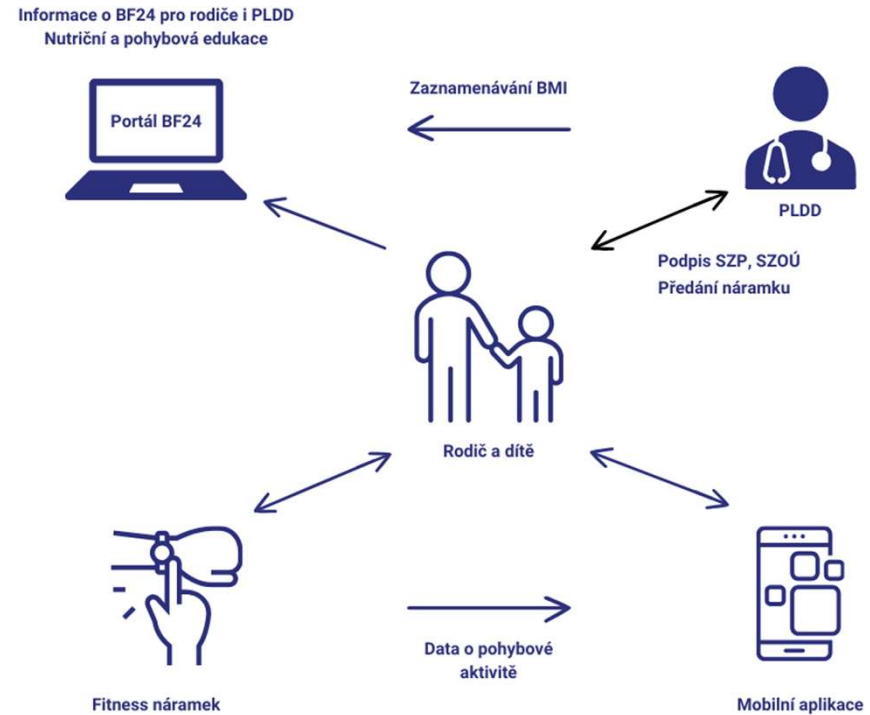 Informace o BF24 pro rodiče i PLDD
Nutriční a pohybová edukace
Portál BF24
Zaznamenávání BMI
PLDD
Podpis SZP, SZOÚ
Předání náramku
Rodič a dítě
Data o pohybové
aktivitě
Fitness náramek
Mobilní aplikace